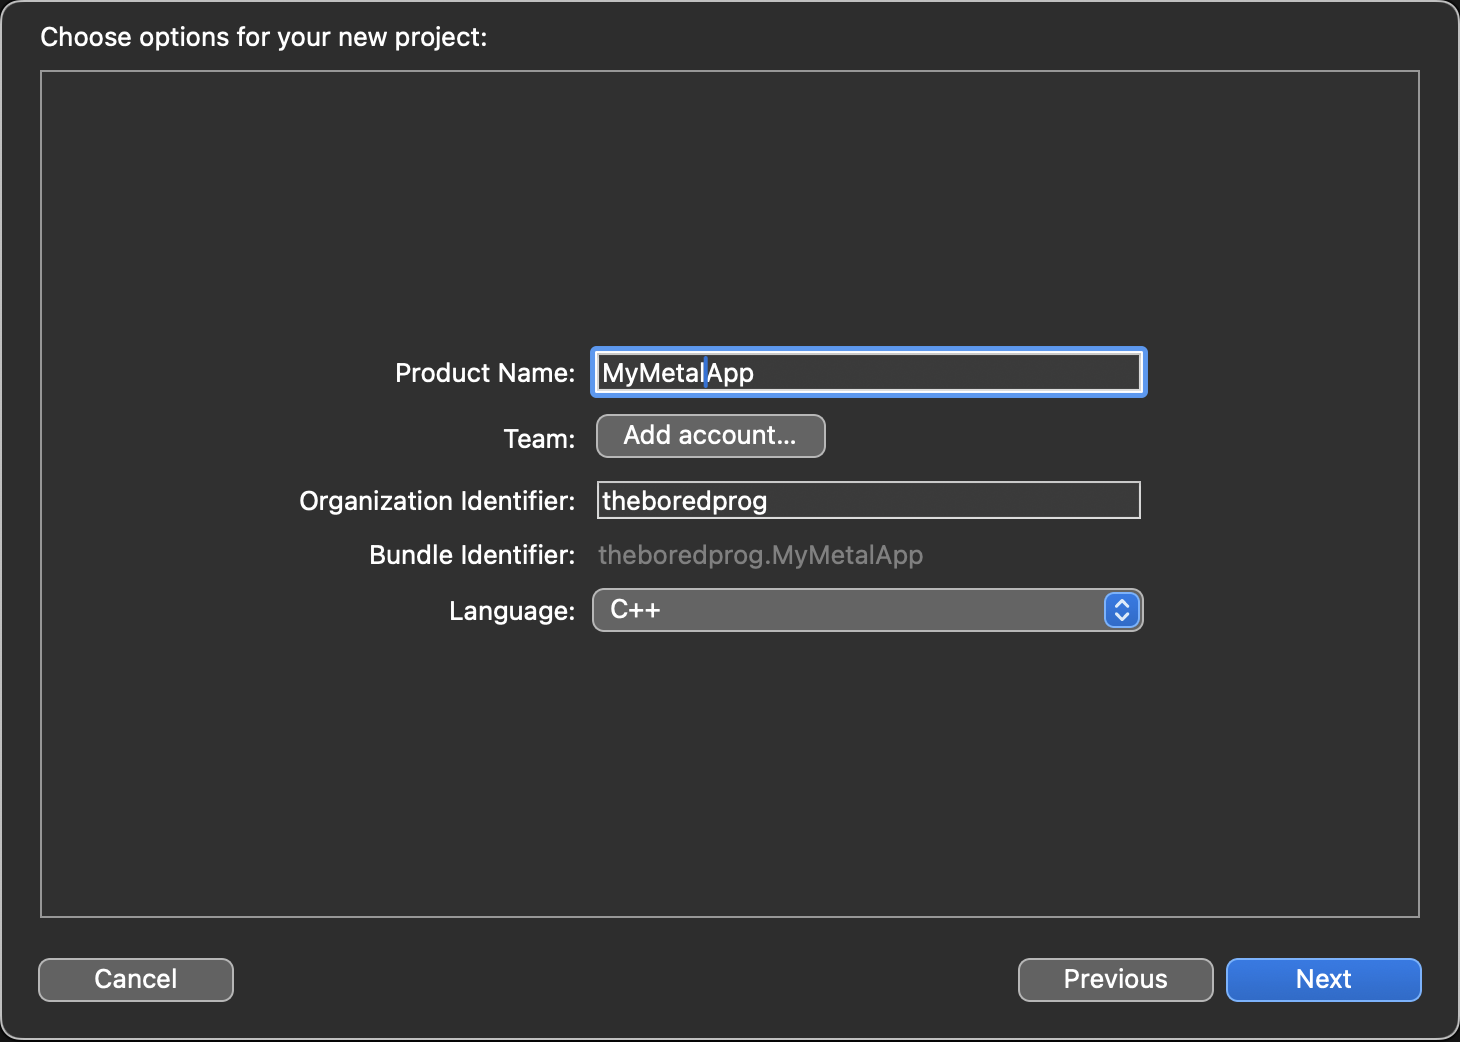 Choose options for your new project:
Product Name: MyMetalApp
Team: Add account...
Organization Identifier: theboredprog
Bundle Identifier: theboredprog.MyMetalApp
Language: C++
Cancel Previous Next